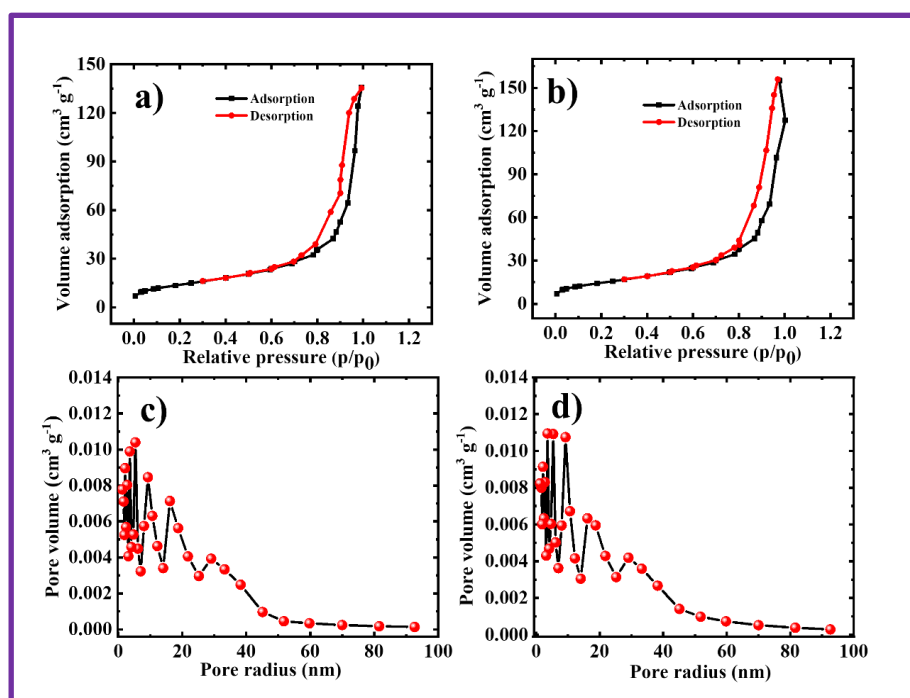 a)
Adsorption
Desorption
Volume adsorption (cm³ g⁻¹)
150
120
90
60
30
0
0.0 0.2 0.4 0.6 0.8 1.0 1.2
Relative pressure (p/p₀)
b)
Adsorption
Desorption
Volume adsorption (cm³ g⁻¹)
150
120
90
60
30
0
0.0 0.2 0.4 0.6 0.8 1.0 1.2
Relative pressure (p/p₀)
c)
Pore volume (cm³ g⁻¹)
0.014
0.012
0.010
0.008
0.006
0.004
0.002
0.000
0 20 40 60 80 100
Pore radius (nm)
d)
Pore volume (cm³ g⁻¹)
0.014
0.012
0.010
0.008
0.006
0.004
0.002
0.000
0 20 40 60 80 100
Pore radius (nm)